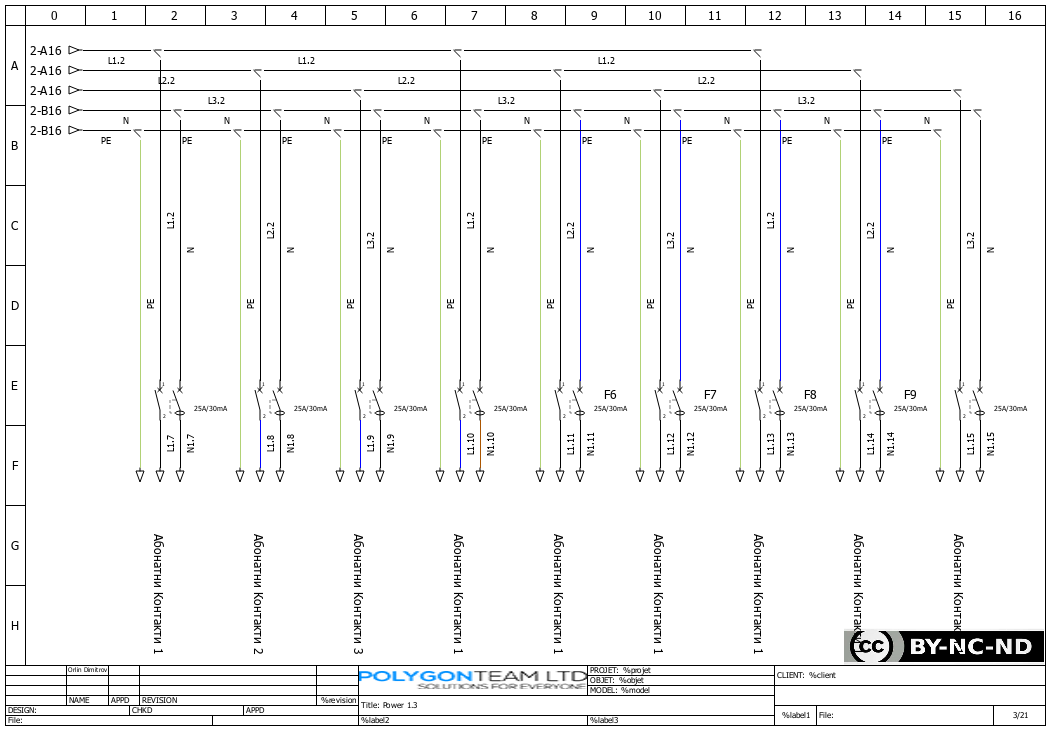 0 1 2 3 4 5 6 7 8 9 10 11 12 13 14 15 16
A
2-A16
L1.2 L1.2 L1.2
2-A16
L2.2 L2.2 L2.2
2-A16
L3.2 L3.2 L3.2
2-B16
N N N N N N N N N
2-B16
B
PE PE PE PE PE PE PE PE PE
C
L1.2 N L2.2 N L3.2 N L1.2 N L2.2 N L3.2 N L1.2 N L2.2 N L3.2 N
D
PE PE PE PE PE PE PE PE PE
E
F6 F7 F8 F9
25A/30mA 25A/30mA 25A/30mA 25A/30mA 25A/30mA 25A/30mA 25A/30mA 25A/30mA 25A/30mA
F
L1.7 N1.7 L1.8 N1.8 L1.9 N1.9 L1.10 N1.10 L1.11 N1.11 L1.12 N1.12 L1.13 N1.13 L1.14 N1.14 L1.15 N1.15
G
Абонатни Контакти 1
Абонатни Контакти 2
Абонатни Контакти 3
Абонатни Контакти 1
Абонатни Контакти 1
Абонатни Контакти 1
Абонатни Контакти 1
Абонатни Контакти 1
Абонатни Контакти
H
cc BY-NC-ND
Orlin Dimitrov
NAME APPD REVISION %revision
DESIGN: CHKD APPD
File:
POLYGONTEAM LTD
SOLUTIONS FOR EVERYONE
Title: Power 1.3
%label2 %label3
PROJET: %projet
OBJET: %objet
MODEL: %model
CLIENT: %client
%label1 File: 3/21